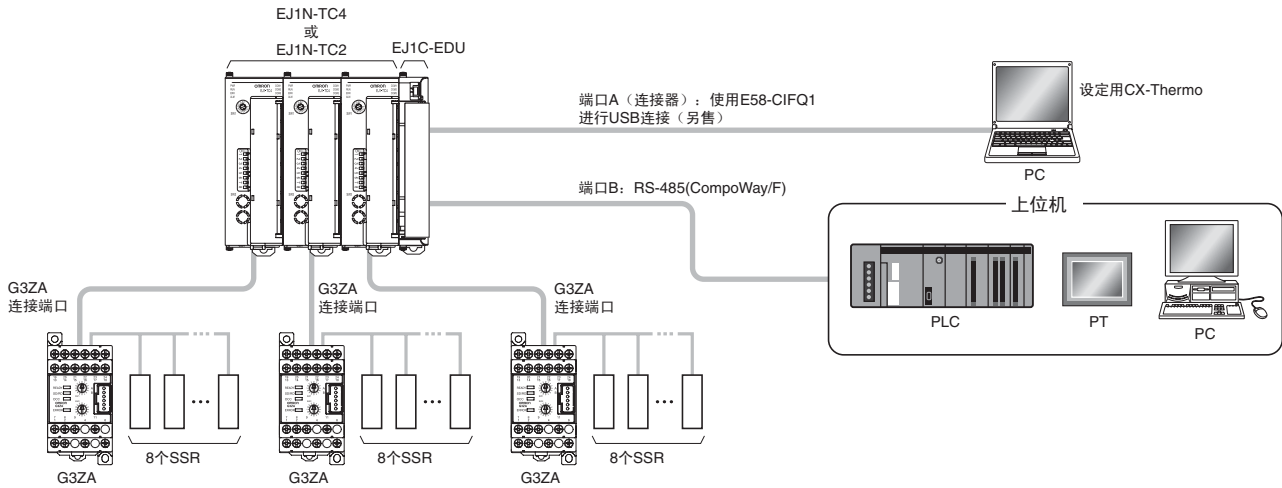 EJ1N-TC4
或
EJ1N-TC2
EJ1C-EDU
端口A（连接器）：使用E58-CIFQ1
进行USB连接（另售）
设定用CX-Thermo
PC
端口B：RS-485(CompoWay/F)
上位机
PLC
PT
PC
G3ZA
连接端口
G3ZA
连接端口
G3ZA
连接端口
8个SSR
8个SSR
8个SSR
G3ZA
G3ZA
G3ZA